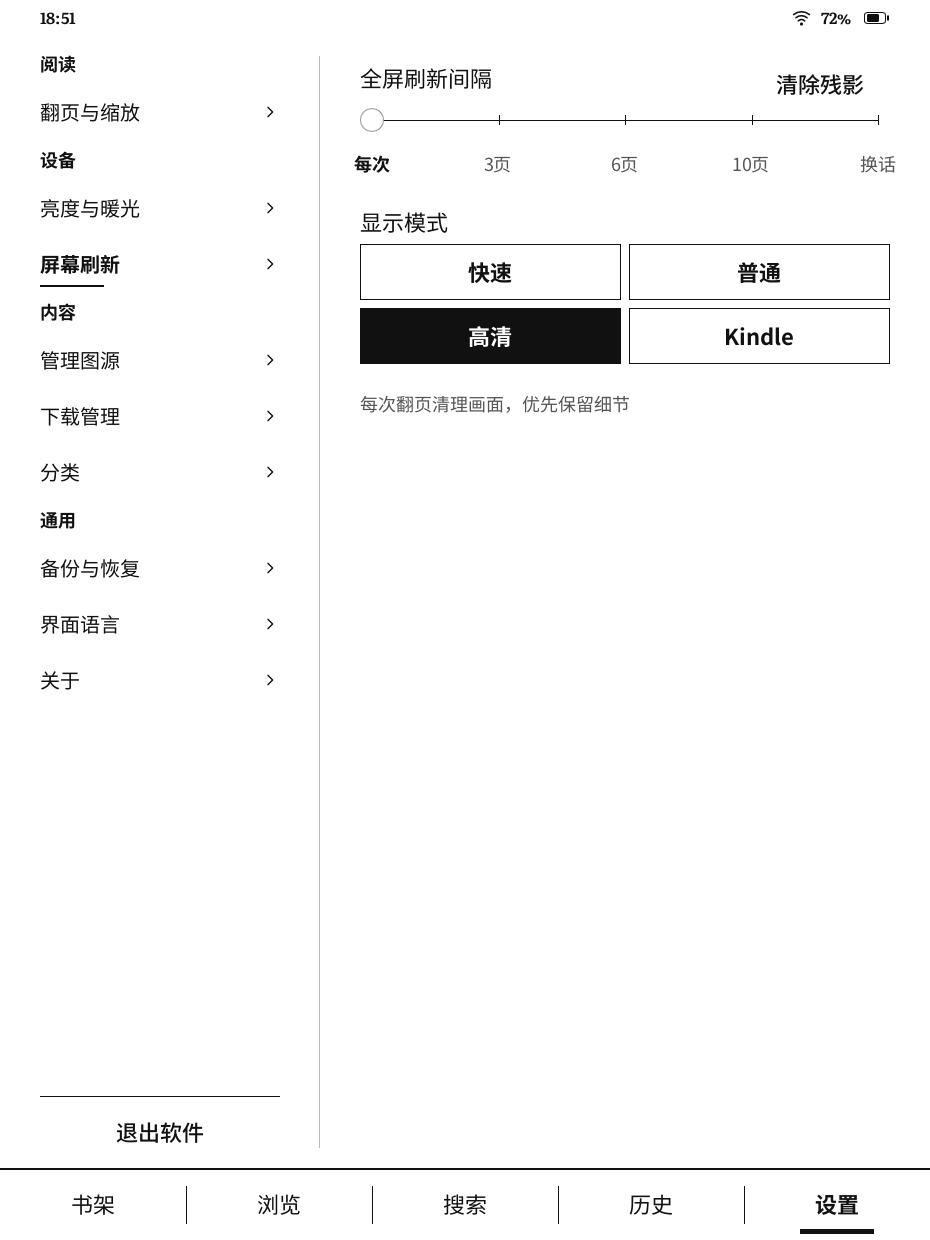 18:51
72%
阅读
翻页与缩放
设备
亮度与暖光
屏幕刷新
内容
管理图源
下载管理
分类
通用
备份与恢复
界面语言
关于
退出软件
全屏刷新间隔
清除残影
每次 3页 6页 10页 换话
显示模式
快速 普通
高清 Kindle
每次翻页清理画面，优先保留细节
书架 浏览 搜索 历史 设置